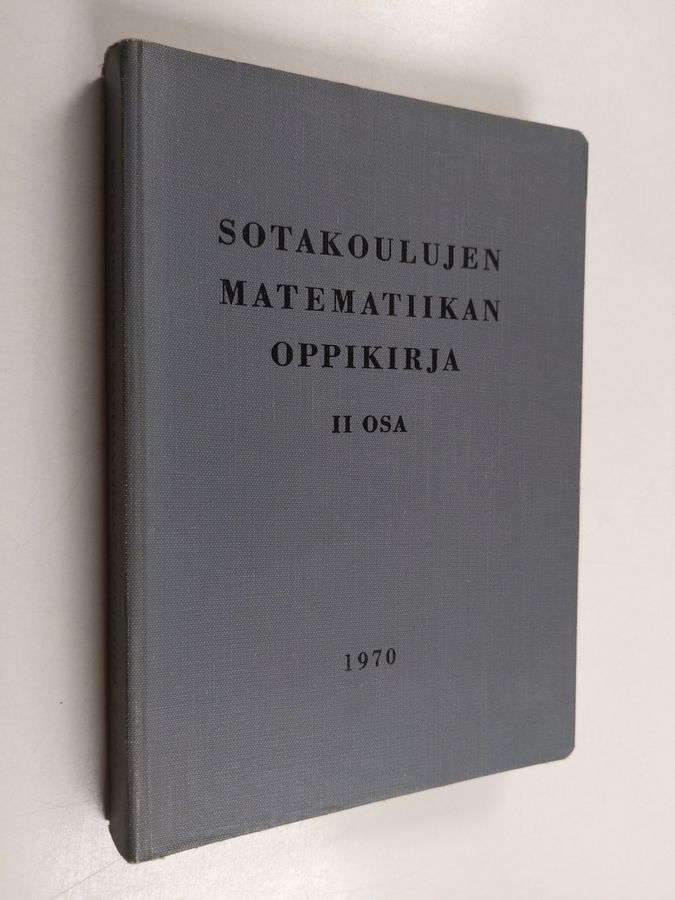 SOTAKOULUJEN
MATEMATIIKAN
OPPIKIRJA
II OSA
1970